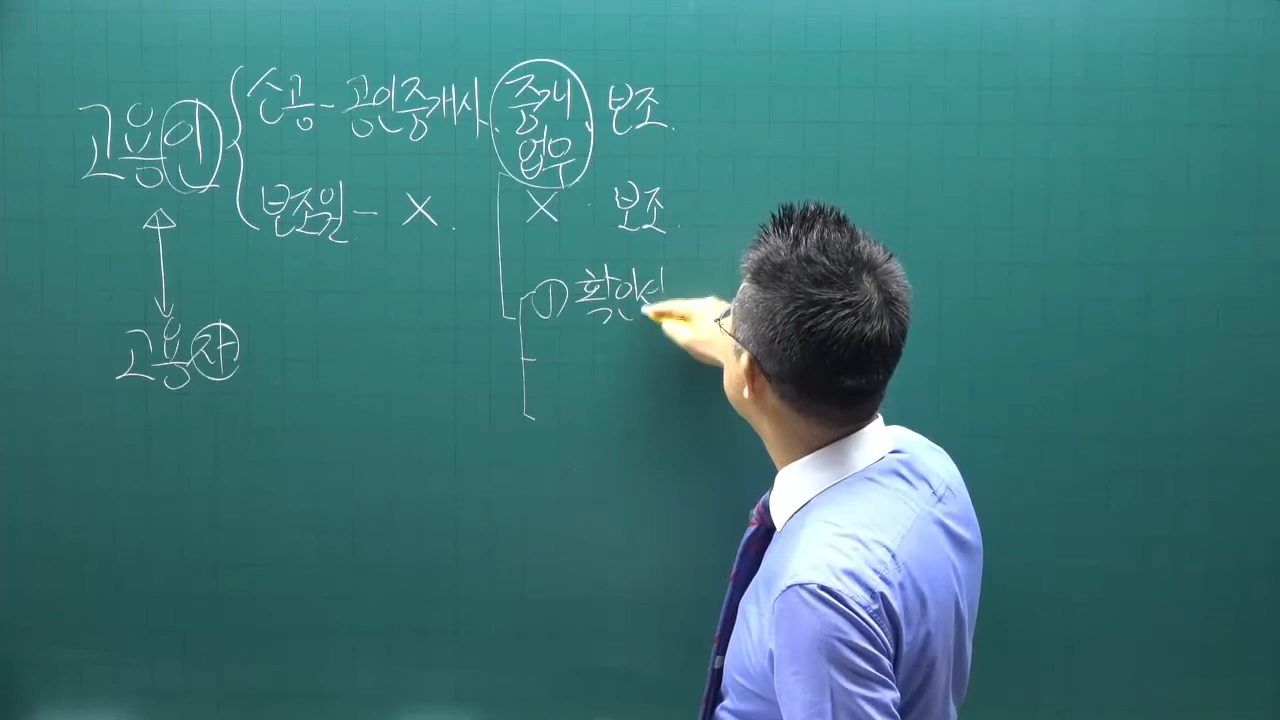 고용인 { 소공 - 공인중개사. 중개업무. 보조.
보조원 - X. X. 보조.
① 확인
고용자